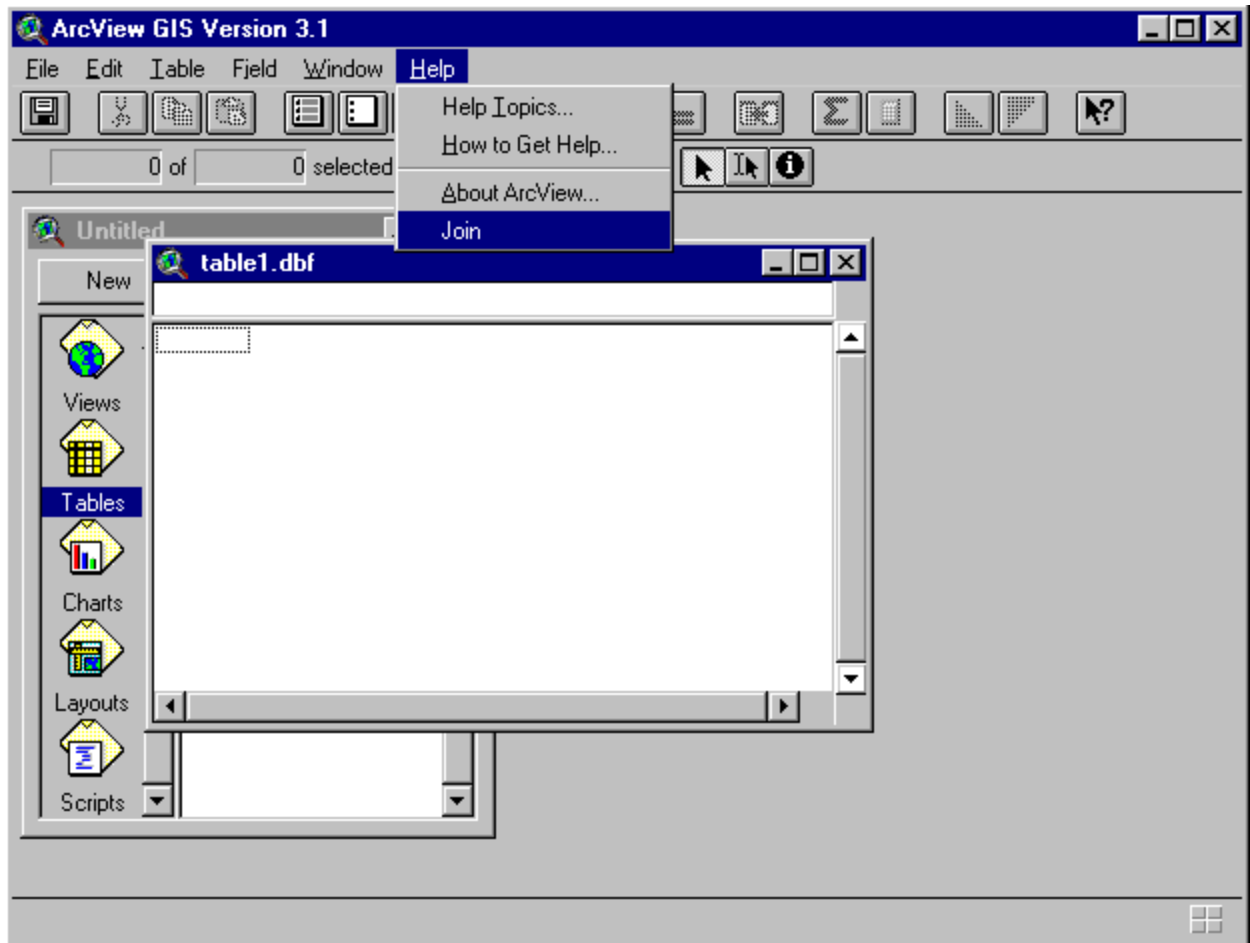 ArcView GIS Version 3.1
File Edit Table Field Window Help
Help Topics...
How to Get Help...
0 of 0 selected
About ArcView...
Join
Untitled
table1.dbf
New
Views
Tables
Charts
Layouts
Scripts